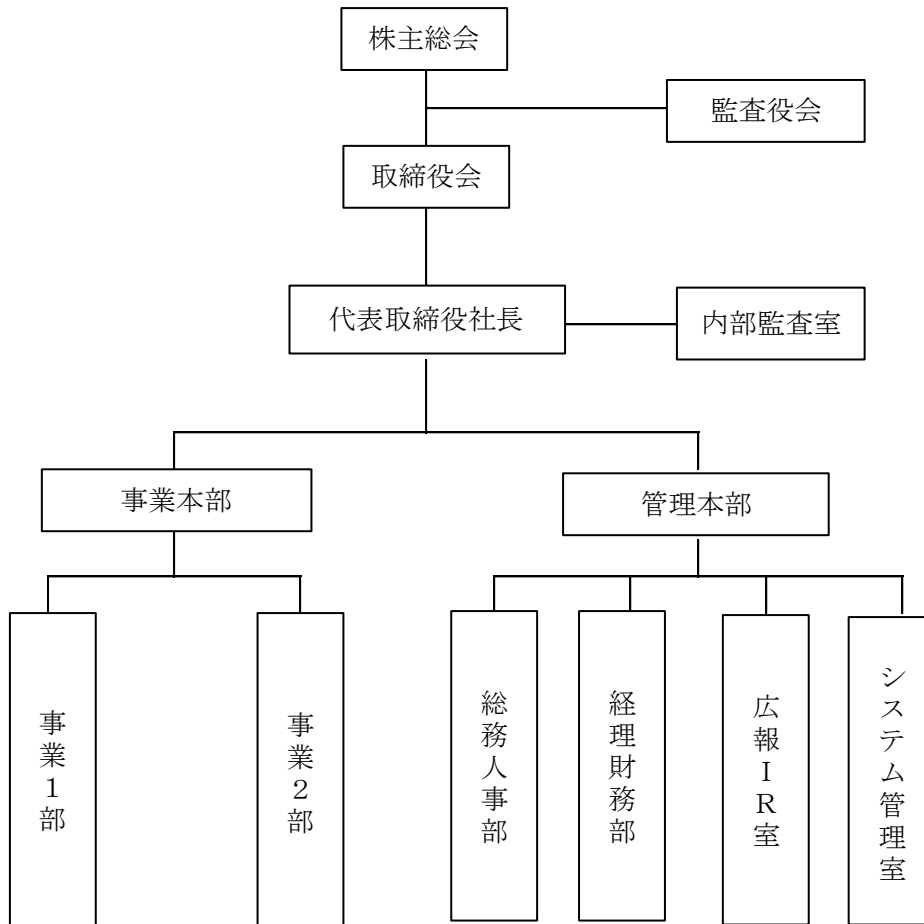 株主総会
監査役会
取締役会
代表取締役社長
内部監査室
事業本部
管理本部
事業1部
事業2部
総務人事部
経理財務部
広報IR室
システム管理室